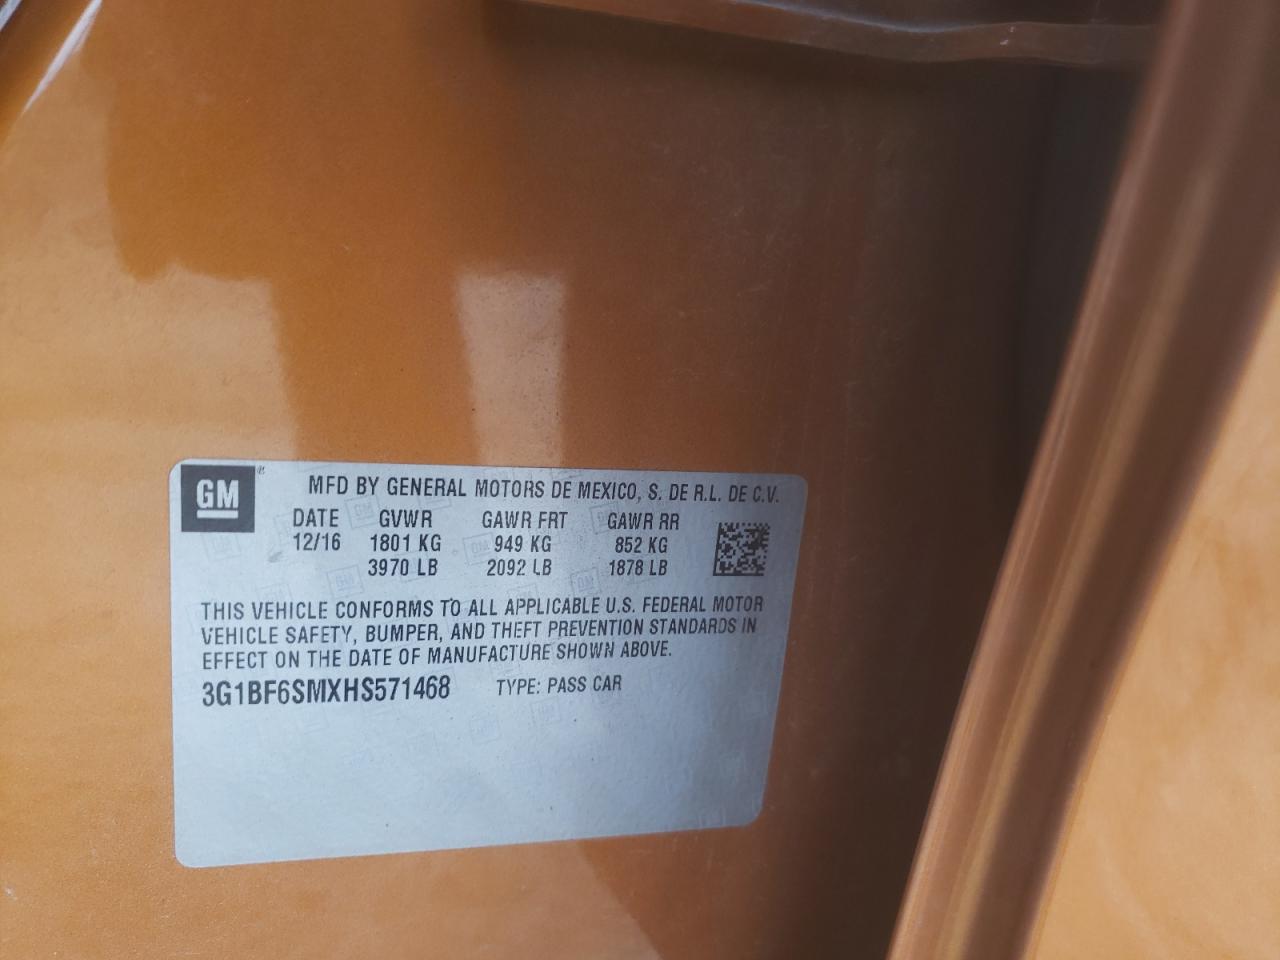 GM
MFD BY GENERAL MOTORS DE MEXICO, S. DE R.L. DE C.V.
DATE GVWR GAWR FRT GAWR RR
12/16 1801 KG 949 KG 852 KG
3970 LB 2092 LB 1878 LB
THIS VEHICLE CONFORMS TO ALL APPLICABLE U.S. FEDERAL MOTOR
VEHICLE SAFETY, BUMPER, AND THEFT PREVENTION STANDARDS IN
EFFECT ON THE DATE OF MANUFACTURE SHOWN ABOVE.
3G1BF6SMXHS571468 TYPE: PASS CAR